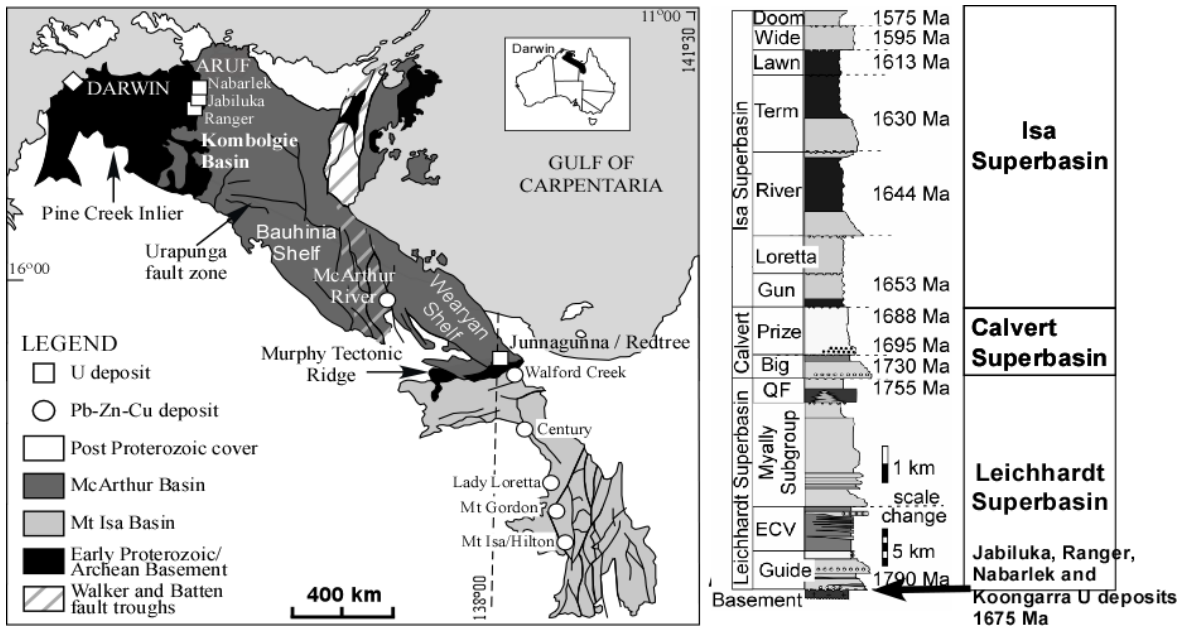 11°00
141°30
Darwin
ARUF
Nabarlek
DARWIN
Jabiluka
Ranger
Kombolgie
Basin
GULF OF
CARPENTARIA
Pine Creek Inlier
Urapunga
fault zone
Bauhinia
Shelf
16°00
McArthur
River
Wearyan
Shelf
Junnagunna / Redtree
Murphy Tectonic
Ridge
Walford Creek
Century
Lady Loretta
Mt Gordon
Mt Isa/Hilton
138°00
400 km
LEGEND
U deposit
Pb-Zn-Cu deposit
Post Proterozoic cover
McArthur Basin
Mt Isa Basin
Early Proterozoic/
Archean Basement
Walker and Batten
fault troughs
Isa Superbasin
Calvert
Leichhardt Superbasin
Doom
Wide
Lawn
Term
River
Loretta
Gun
Prize
Big
QF
Myally
Subgroup
ECV
Guide
Basement
1575 Ma
1595 Ma
1613 Ma
1630 Ma
1644 Ma
1653 Ma
1688 Ma
1695 Ma
1730 Ma
1755 Ma
1 km
scale
change
5 km
1790 Ma
Isa
Superbasin
Calvert
Superbasin
Leichhardt
Superbasin
Jabiluka, Ranger,
Nabarlek and
Koongarra U deposits
1675 Ma